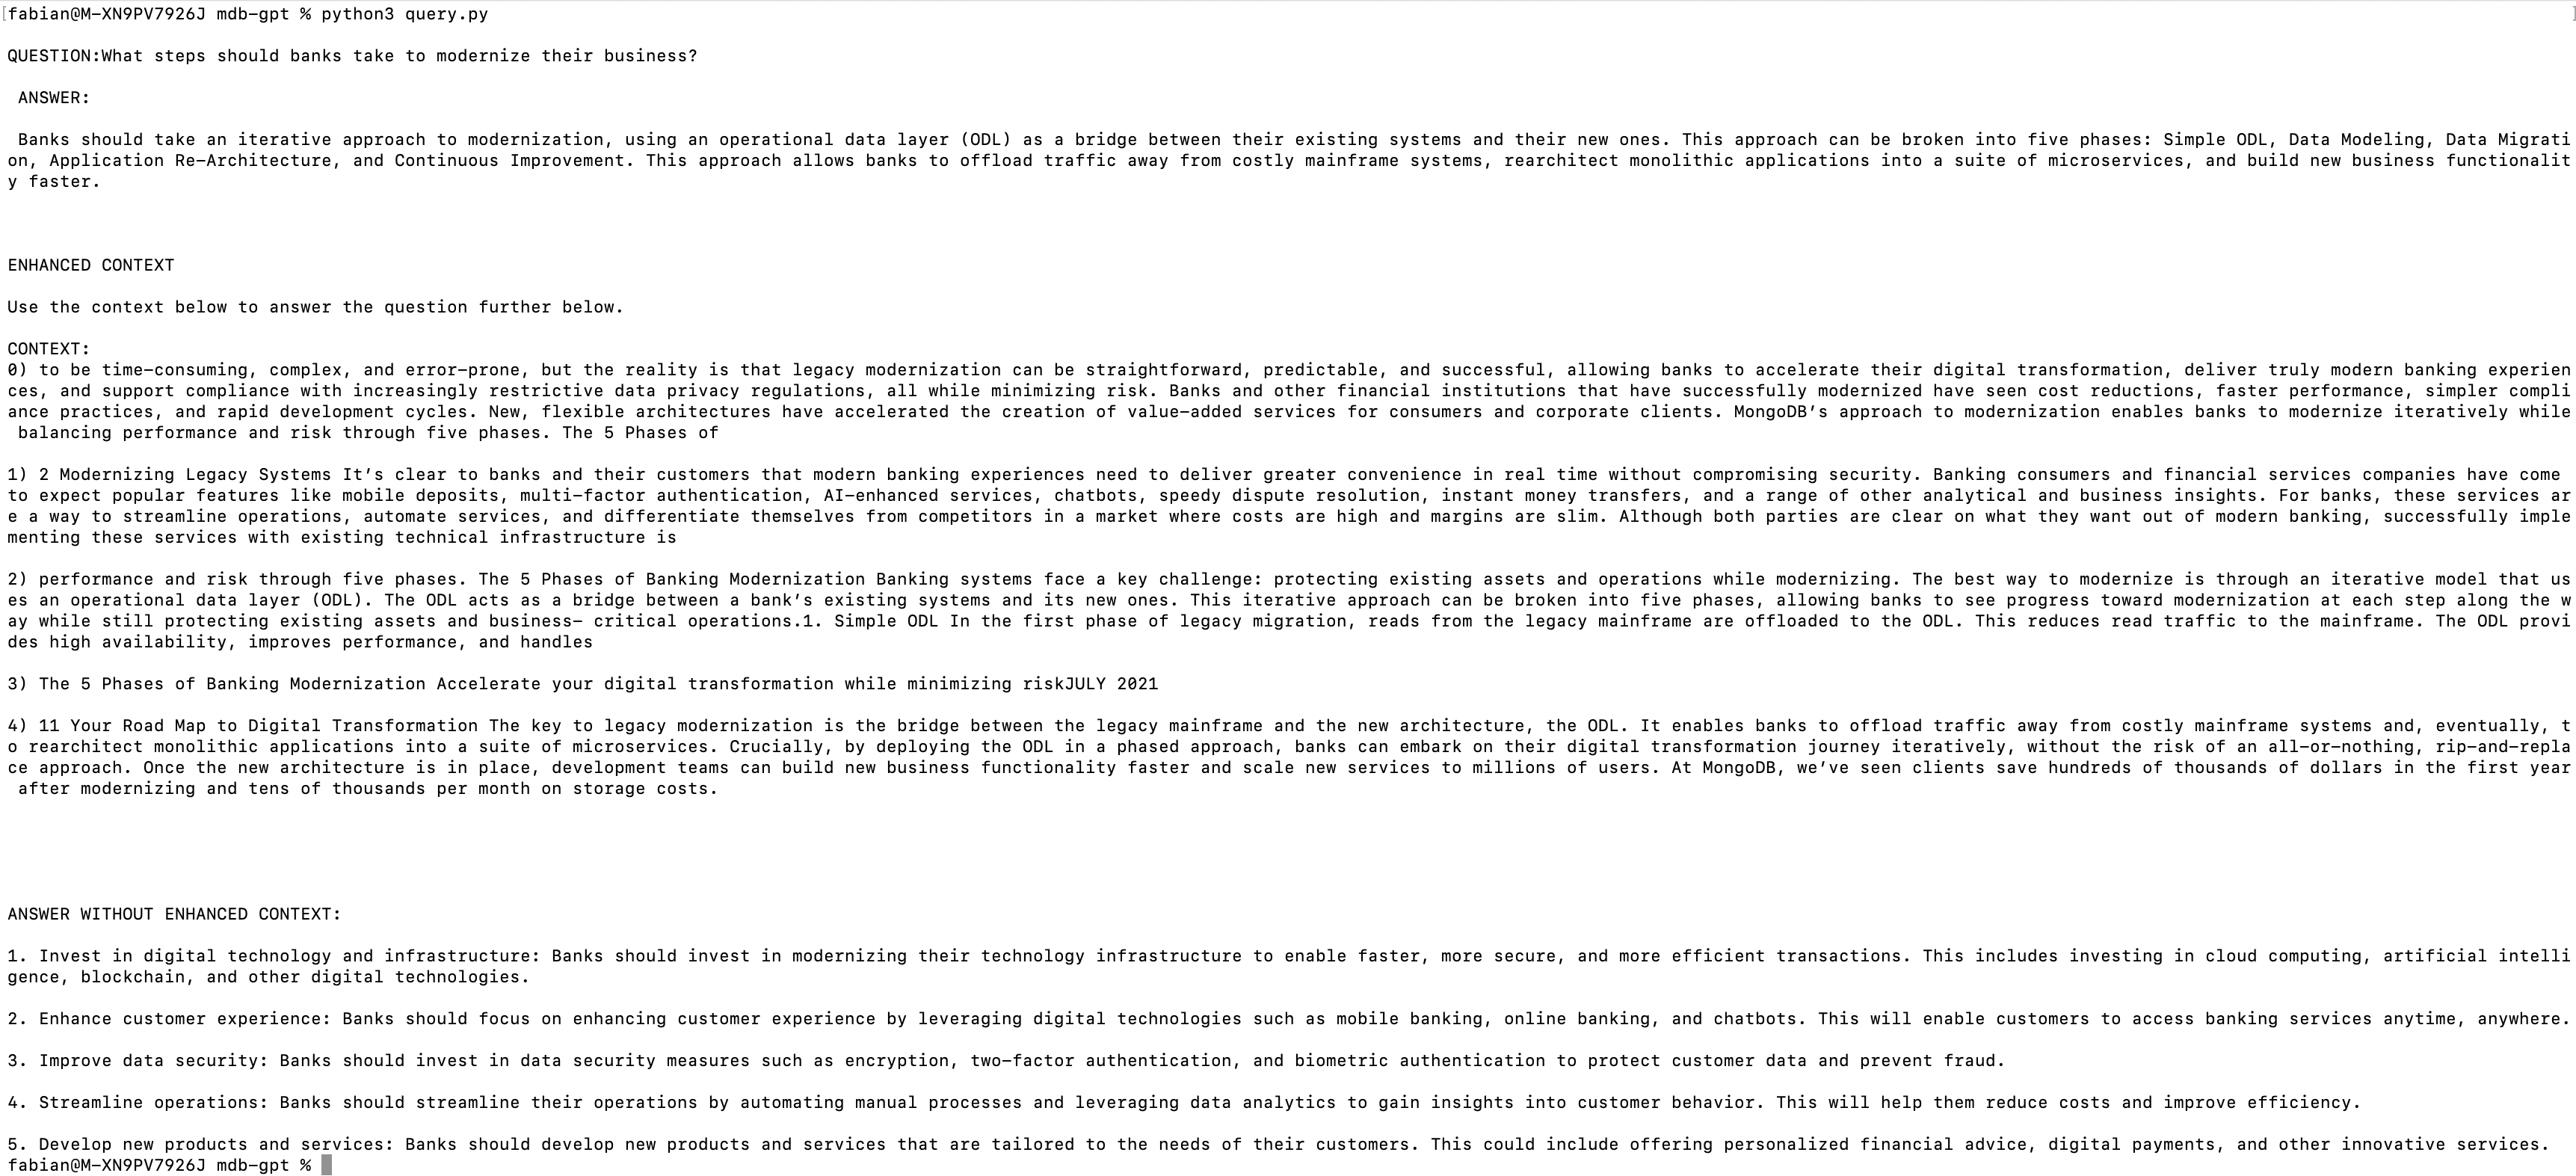 [fabian@M-XN9PV7926J mdb-gpt % python3 query.py ]
QUESTION:What steps should banks take to modernize their business?
ANSWER:
Banks should take an iterative approach to modernization, using an operational data layer (ODL) as a bridge between their existing systems and their new ones. This approach can be broken into five phases: Simple ODL, Data Modeling, Data Migrati
on, Application Re-Architecture, and Continuous Improvement. This approach allows banks to offload traffic away from costly mainframe systems, rearchitect monolithic applications into a suite of microservices, and build new business functionalit
y faster.
ENHANCED CONTEXT
Use the context below to answer the question further below.
CONTEXT:
0) to be time-consuming, complex, and error-prone, but the reality is that legacy modernization can be straightforward, predictable, and successful, allowing banks to accelerate their digital transformation, deliver truly modern banking experien
ces, and support compliance with increasingly restrictive data privacy regulations, all while minimizing risk. Banks and other financial institutions that have successfully modernized have seen cost reductions, faster performance, simpler compli
ance practices, and rapid development cycles. New, flexible architectures have accelerated the creation of value-added services for consumers and corporate clients. MongoDB's approach to modernization enables banks to modernize iteratively while
balancing performance and risk through five phases. The 5 Phases of
1) 2 Modernizing Legacy Systems It's clear to banks and their customers that modern banking experiences need to deliver greater convenience in real time without compromising security. Banking consumers and financial services companies have come
to expect popular features like mobile deposits, multi-factor authentication, AI-enhanced services, chatbots, speedy dispute resolution, instant money transfers, and a range of other analytical and business insights. For banks, these services ar
e a way to streamline operations, automate services, and differentiate themselves from competitors in a market where costs are high and margins are slim. Although both parties are clear on what they want out of modern banking, successfully imple
menting these services with existing technical infrastructure is
2) performance and risk through five phases. The 5 Phases of Banking Modernization Banking systems face a key challenge: protecting existing assets and operations while modernizing. The best way to modernize is through an iterative model that us
es an operational data layer (ODL). The ODL acts as a bridge between a bank's existing systems and its new ones. This iterative approach can be broken into five phases, allowing banks to see progress toward modernization at each step along the w
ay while still protecting existing assets and business- critical operations.1. Simple ODL In the first phase of legacy migration, reads from the legacy mainframe are offloaded to the ODL. This reduces read traffic to the mainframe. The ODL provi
des high availability, improves performance, and handles
3) The 5 Phases of Banking Modernization Accelerate your digital transformation while minimizing riskJULY 2021
4) 11 Your Road Map to Digital Transformation The key to legacy modernization is the bridge between the legacy mainframe and the new architecture, the ODL. It enables banks to offload traffic away from costly mainframe systems and, eventually, t
o rearchitect monolithic applications into a suite of microservices. Crucially, by deploying the ODL in a phased approach, banks can embark on their digital transformation journey iteratively, without the risk of an all-or-nothing, rip-and-repla
ce approach. Once the new architecture is in place, development teams can build new business functionality faster and scale new services to millions of users. At MongoDB, we've seen clients save hundreds of thousands of dollars in the first year
after modernizing and tens of thousands per month on storage costs.
ANSWER WITHOUT ENHANCED CONTEXT:
1. Invest in digital technology and infrastructure: Banks should invest in modernizing their technology infrastructure to enable faster, more secure, and more efficient transactions. This includes investing in cloud computing, artificial intelli
gence, blockchain, and other digital technologies.
2. Enhance customer experience: Banks should focus on enhancing customer experience by leveraging digital technologies such as mobile banking, online banking, and chatbots. This will enable customers to access banking services anytime, anywhere.
3. Improve data security: Banks should invest in data security measures such as encryption, two-factor authentication, and biometric authentication to protect customer data and prevent fraud.
4. Streamline operations: Banks should streamline their operations by automating manual processes and leveraging data analytics to gain insights into customer behavior. This will help them reduce costs and improve efficiency.
5. Develop new products and services: Banks should develop new products and services that are tailored to the needs of their customers. This could include offering personalized financial advice, digital payments, and other innovative services.
fabian@M-XN9PV7926J mdb-gpt %